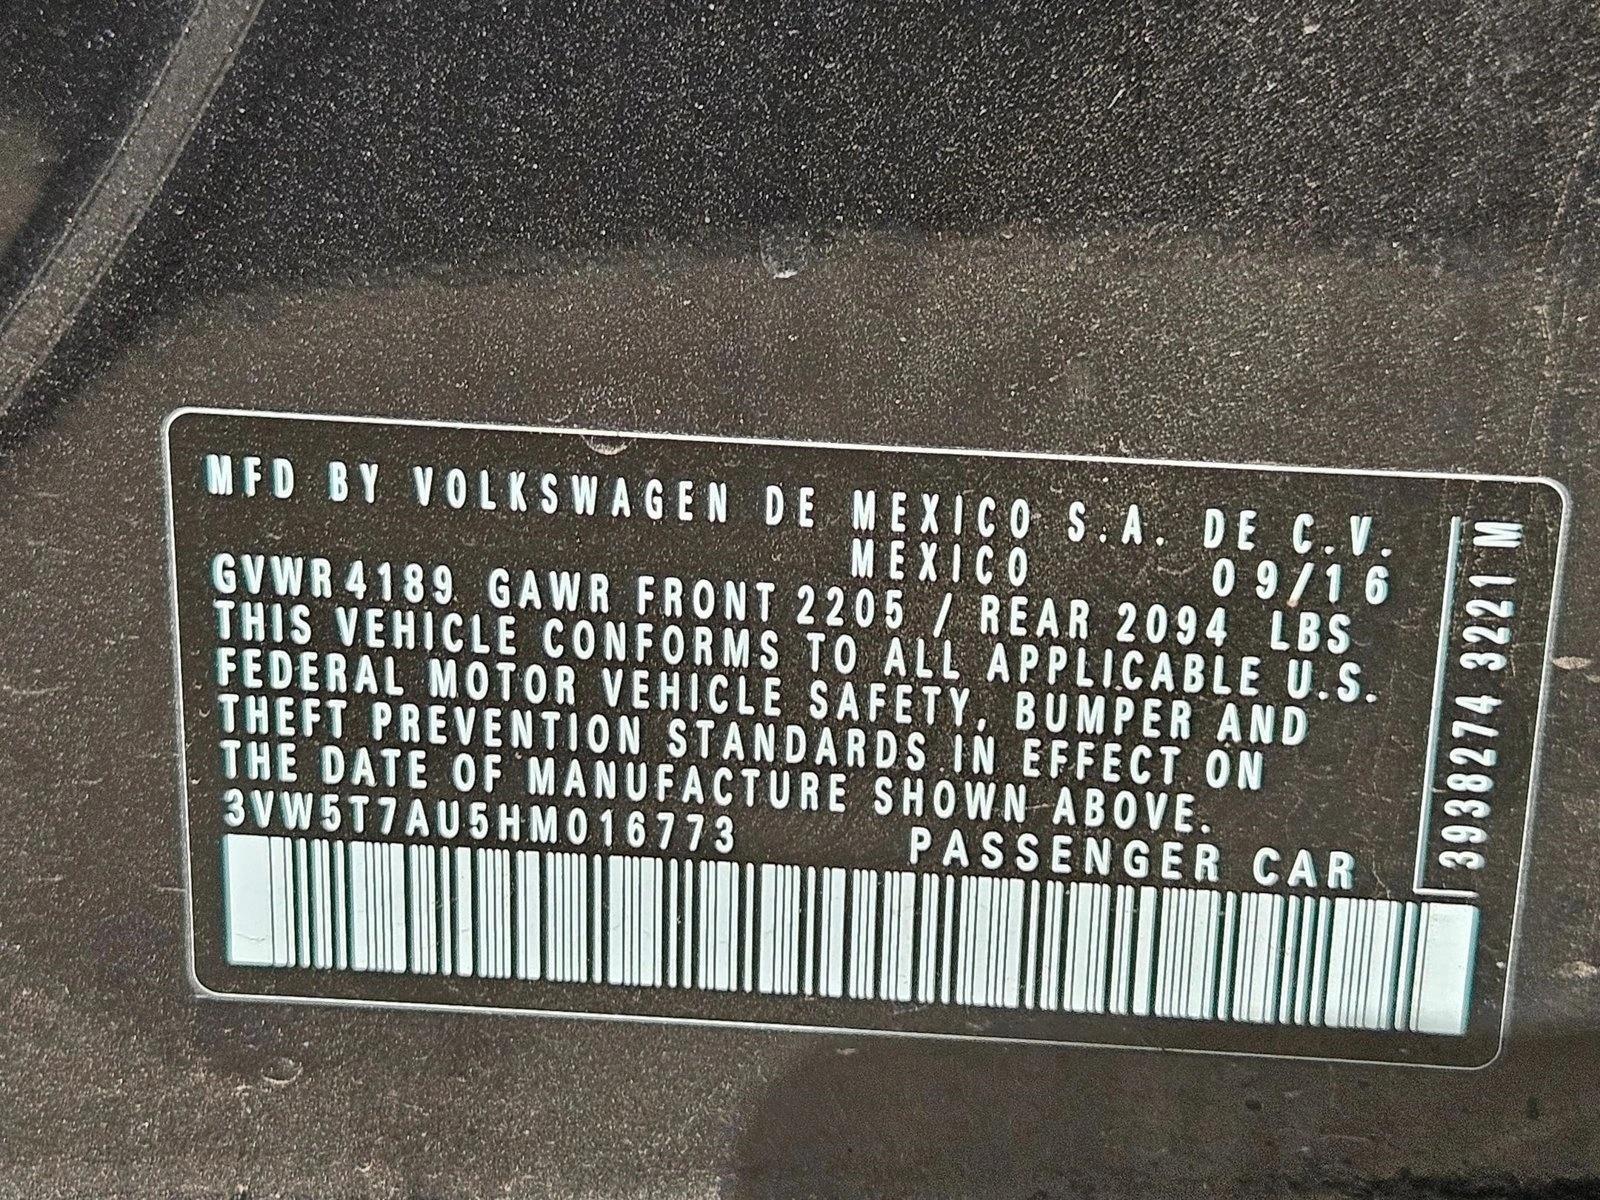 MFD BY VOLKSWAGEN DE MEXICO S.A. DE C.V.
MEXICO 09/16
GVWR 4189 GAWR FRONT 2205 / REAR 2094 LBS
THIS VEHICLE CONFORMS TO ALL APPLICABLE U.S.
FEDERAL MOTOR VEHICLE SAFETY, BUMPER AND
THEFT PREVENTION STANDARDS IN EFFECT ON
THE DATE OF MANUFACTURE SHOWN ABOVE.
3VW5T7AU5HM016773 PASSENGER CAR
3938274 3221 M